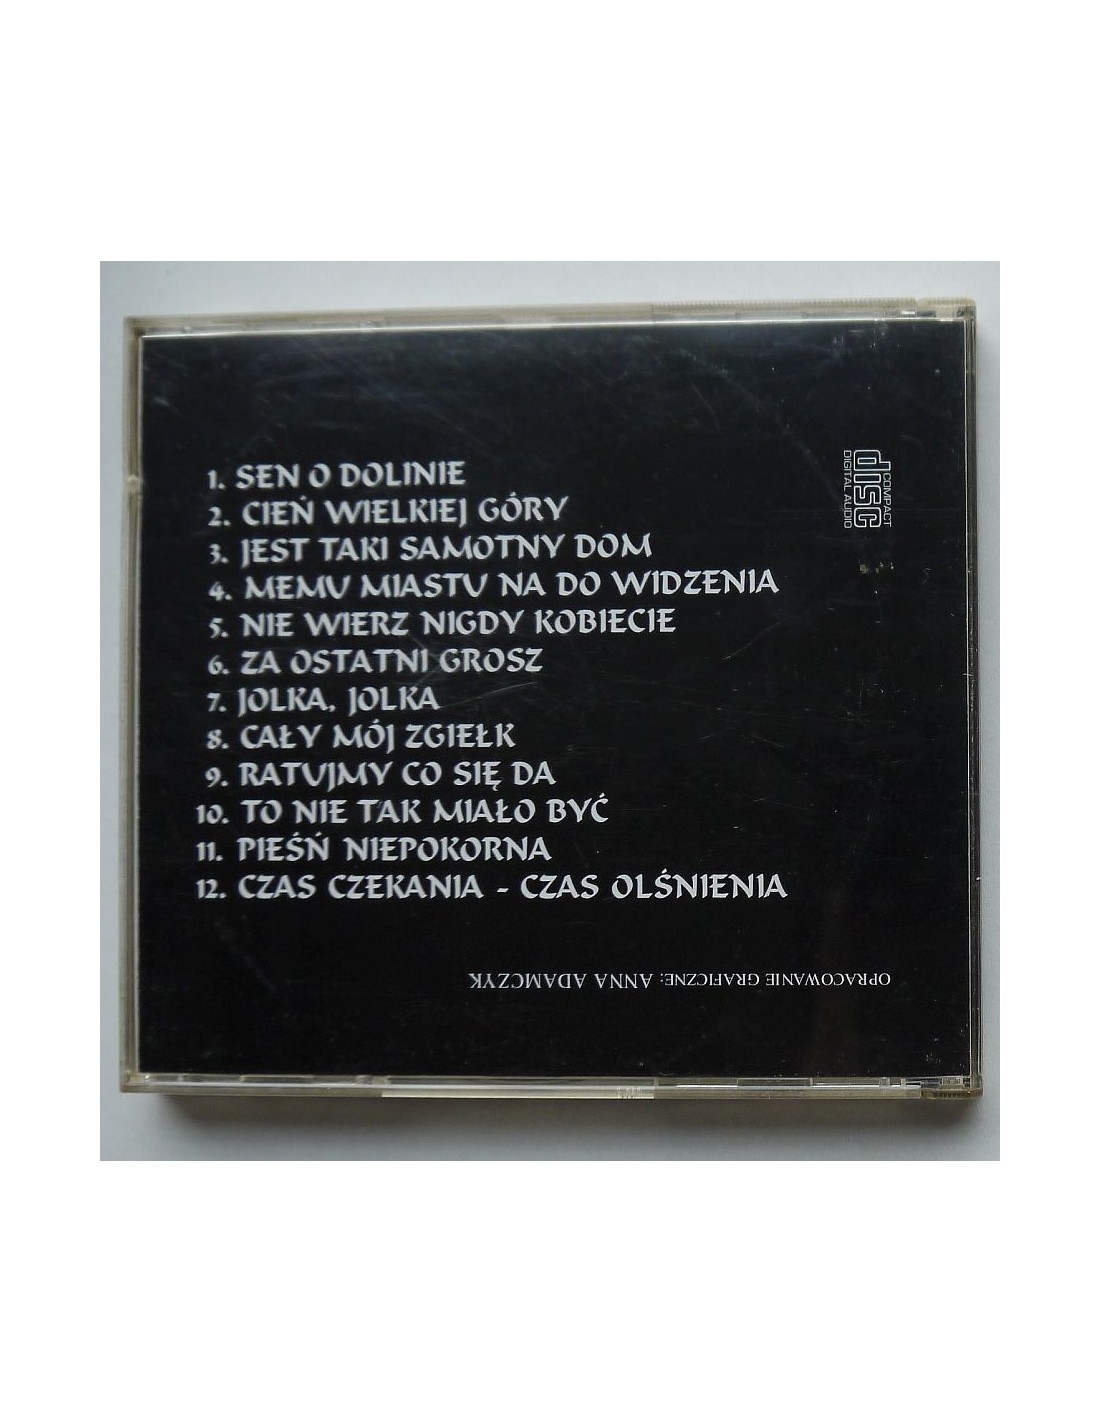 1. SEN O DOLINIE
2. CIEŃ WIELKIEJ GÓRY
3. JEST TAKI SAMOTNY DOM
4. MEMU MIASTU NA DO WIDZENIA
5. NIE WIERZ NIGDY KOBIECIE
6. ZA OSTATNI GROSZ
7. JOLKA, JOLKA
8. CAŁY MÓJ ZGIEŁK
9. RATUJMY CO SIĘ DA
10. TO NIE TAK MIAŁO BYĆ
11. PIEŚŃ NIEPOKORNA
12. CZAS CZEKANIA - CZAS OLŚNIENIA
COMPACT
disc
DIGITAL AUDIO
OPRACOWANIE GRAFICZNE: ANNA ADAMCZYK